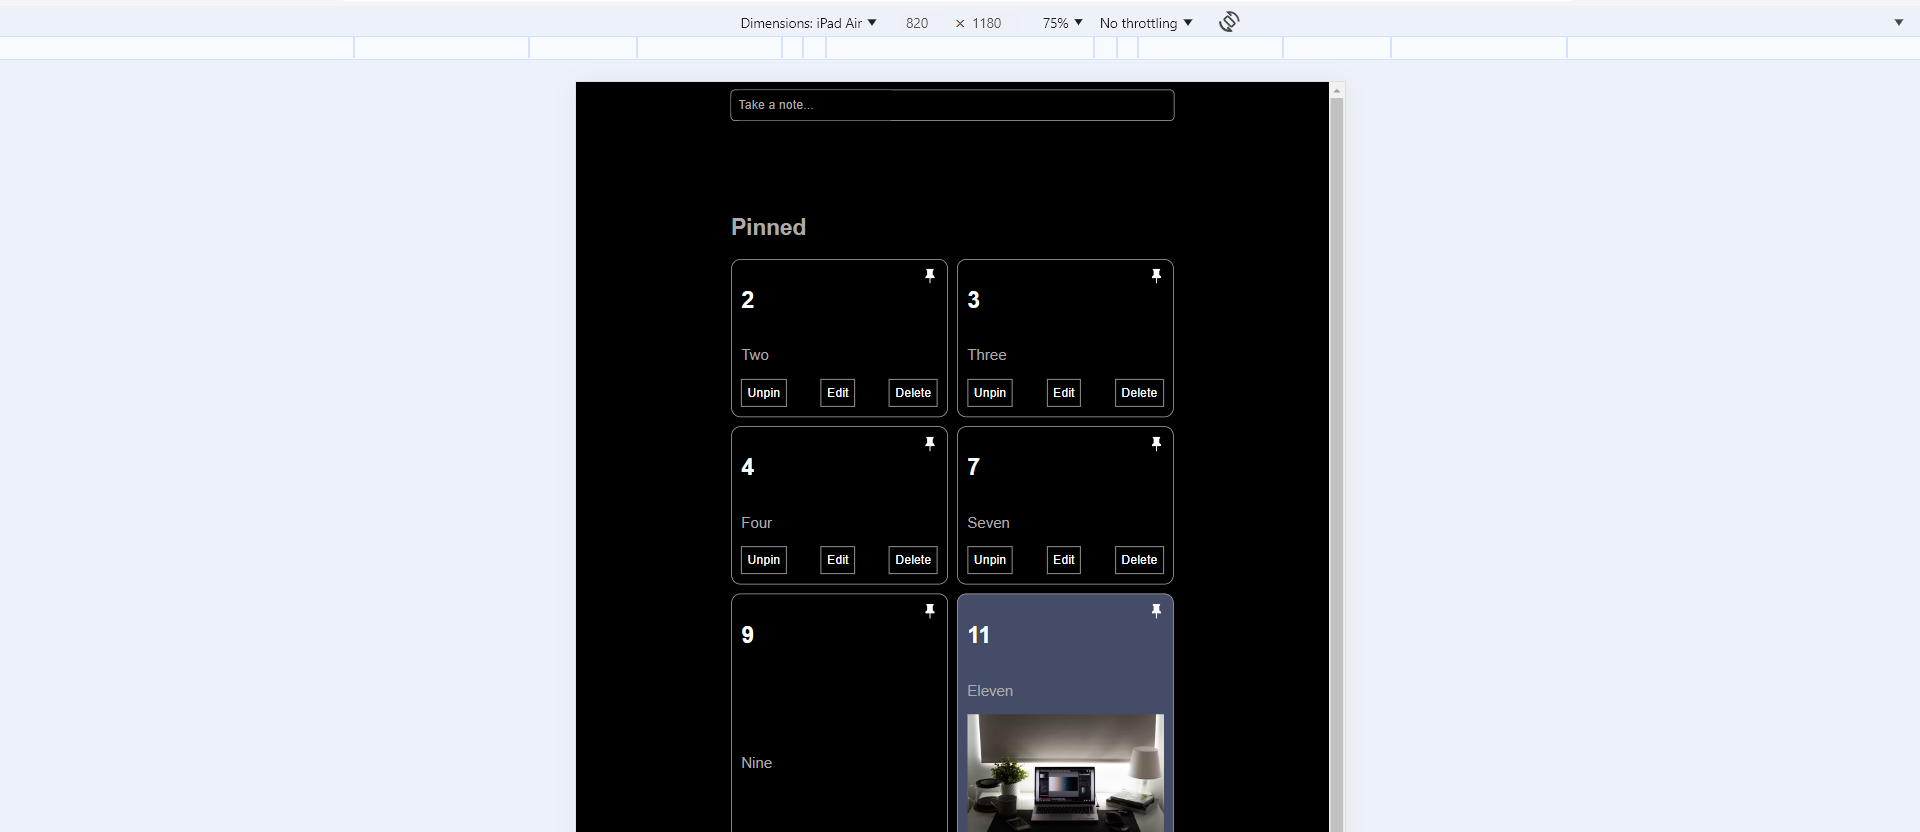 Dimensions: iPad Air ▼ 820 × 1180 75% ▼ No throttling ▼
Take a note...
Pinned
2
Two
Unpin Edit Delete
3
Three
Unpin Edit Delete
4
Four
Unpin Edit Delete
7
Seven
Unpin Edit Delete
9
Nine
11
Eleven